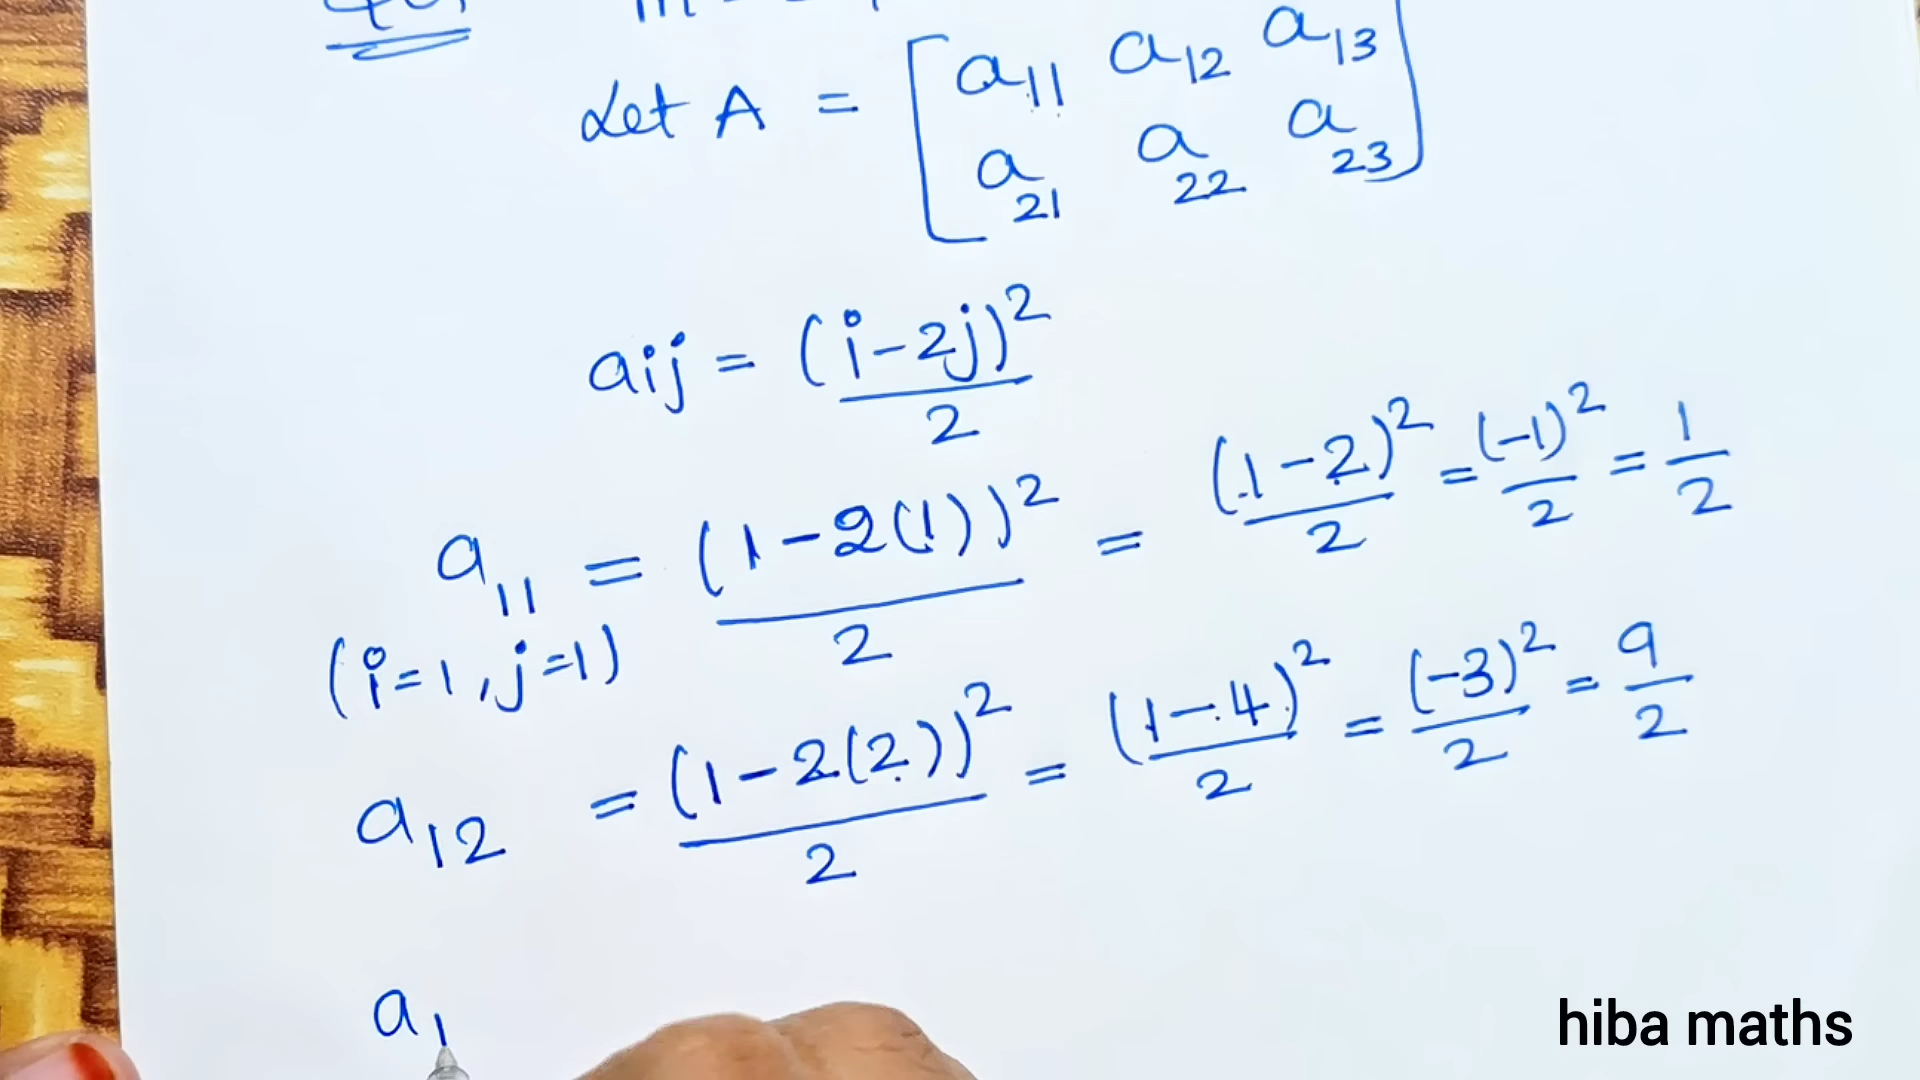 Let A = [a11 a12 a13
a21 a22 a23]
aij = (i-2j)²/2
a11 = (1-2(1))²/2 = (1-2)²/2 = (-1)²/2 = 1/2
(i=1, j=1)
a12 = (1-2(2))²/2 = (1-4)²/2 = (-3)²/2 = 9/2
a1
hiba maths